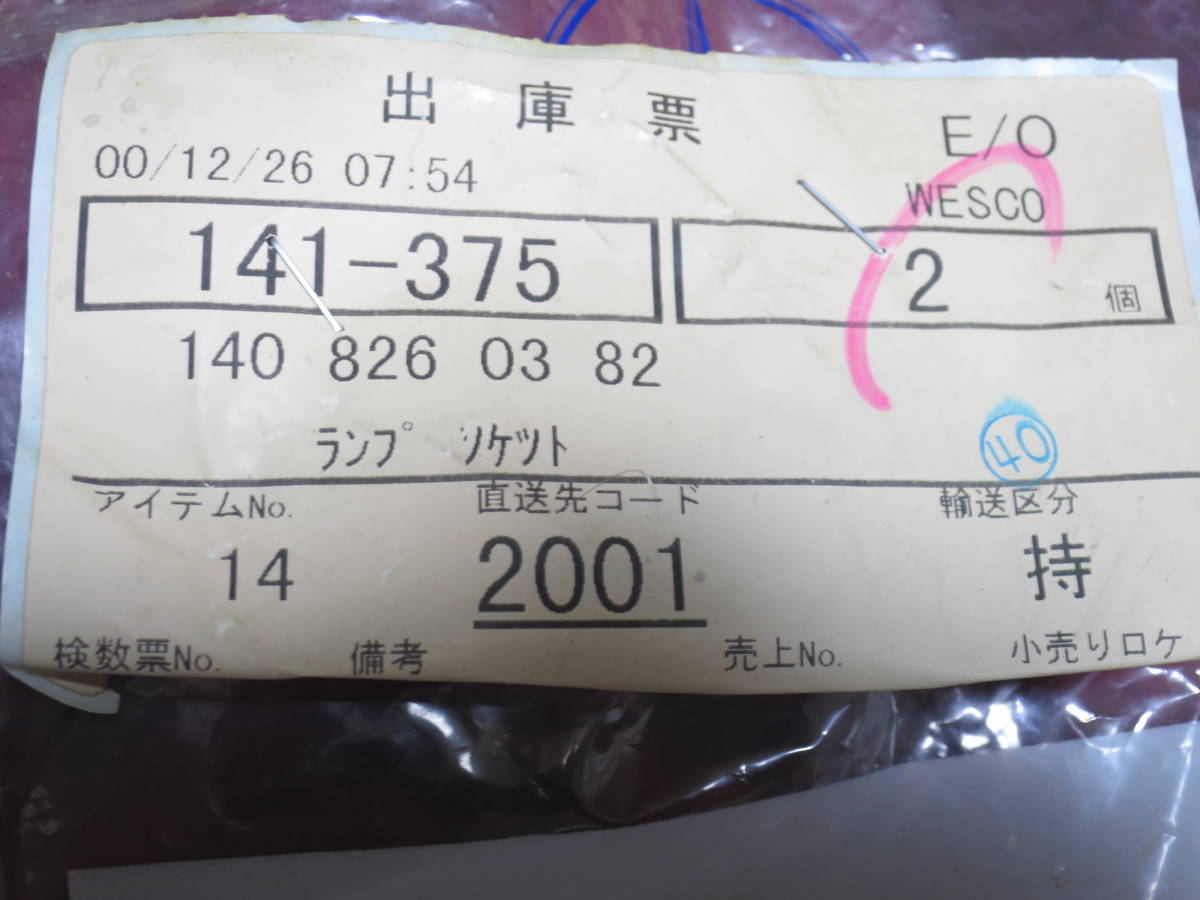 出庫票
E/O
00/12/26 07:54
WESCO
141-375
2 個
140 826 03 82
ランプ ソケツト
40
アイテムNo. 直送先コード 輸送区分
14 2001 持
検数票No. 備考 売上No. 小売りロケ